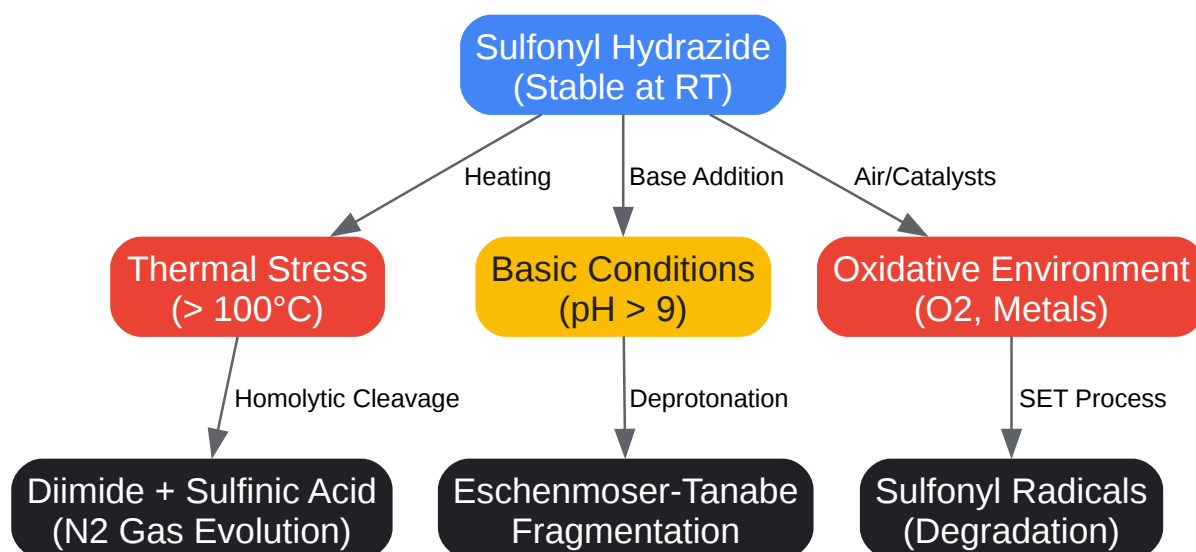 Sulfonyl Hydrazide
(Stable at RT)
Heating
Base Addition
Air/Catalysts
Thermal Stress
(> 100°C)
Basic Conditions
(pH > 9)
Oxidative Environment
(O2, Metals)
Homolytic Cleavage
Deprotonation
SET Process
Diimide + Sulfinic Acid
(N2 Gas Evolution)
Eschenmoser-Tanabe
Fragmentation
Sulfonyl Radicals
(Degradation)